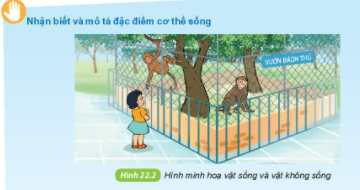 Nhận biết và mô tả đặc điểm cơ thể sống
VƯỜN BÁCH THÚ
Hình 22.2 Hình minh hoạ vật sống và vật không sống